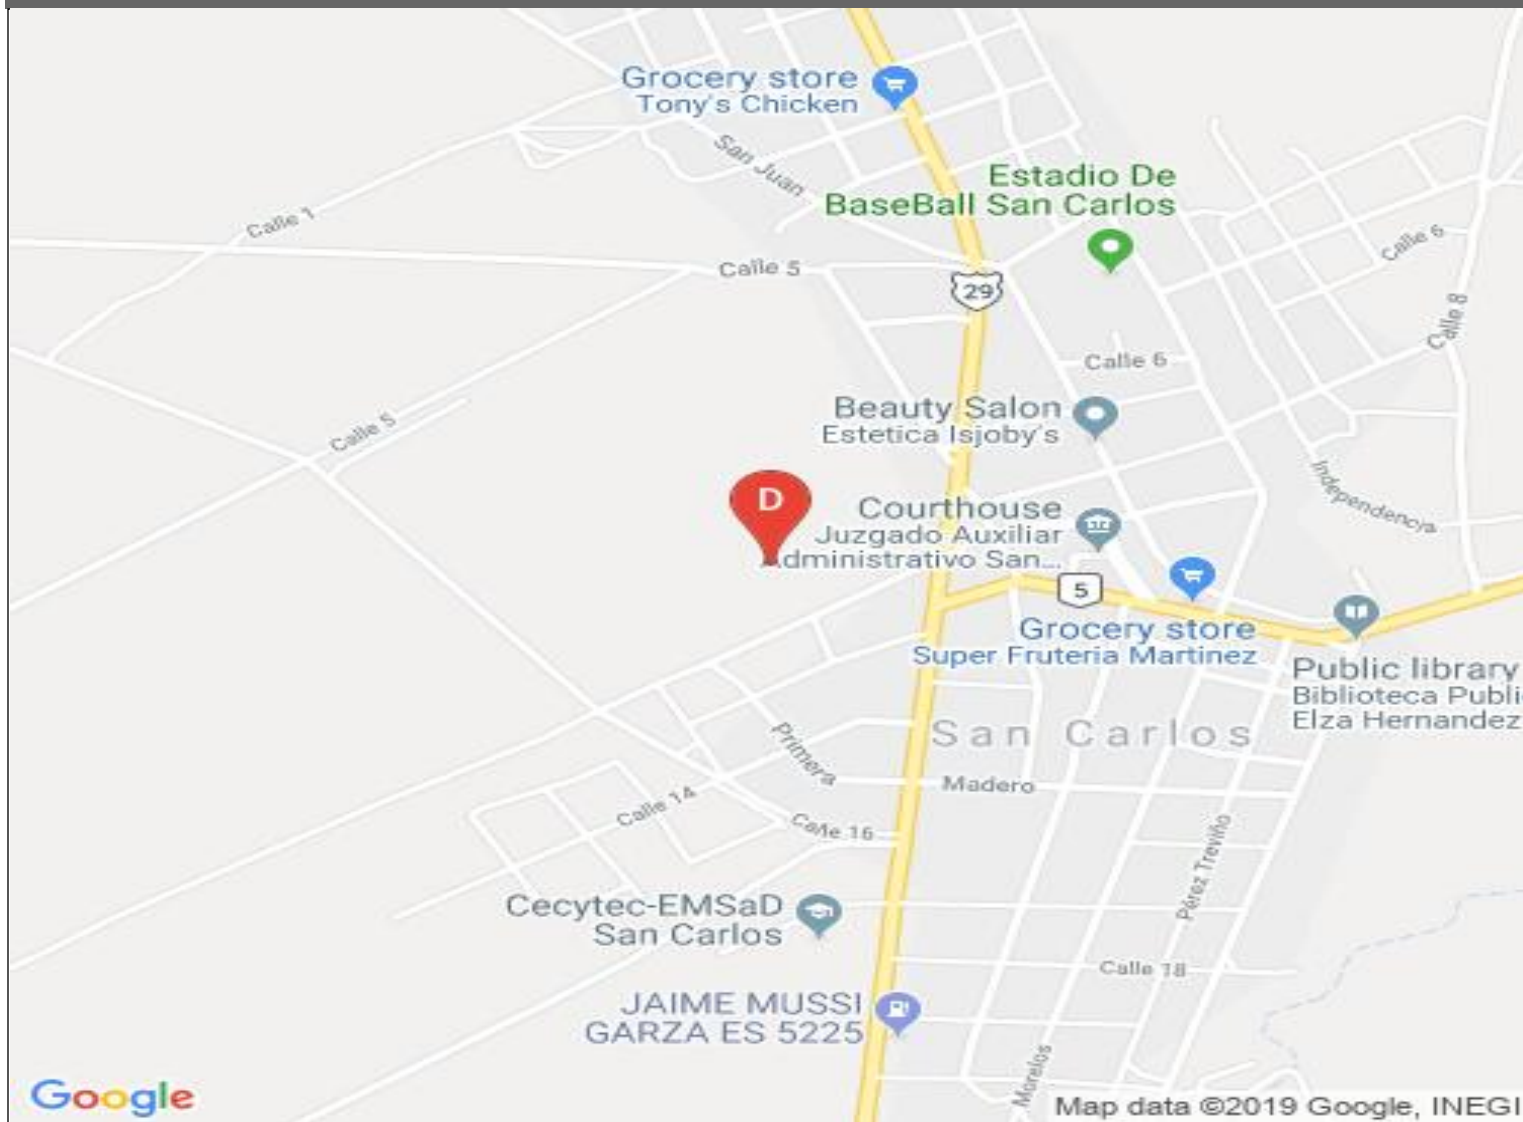 Grocery store
Tony's Chicken
San Juan
Estadio De
BaseBall San Carlos
Calle 1
Calle 6
Calle 5
29
Calle 8
Calle 6
Calle 5
Beauty Salon
Estetica Isjoby's
Independencia
D
Courthouse
Juzgado Auxiliar
Administrativo San...
5
Grocery store
Super Fruteria Martinez
Public library
Biblioteca Publi
Elza Hernandez
San Carlos
Primera
Madero
Calle 14
Calle 16
Pérez Treviño
Cecytec-EMSaD
San Carlos
Calle 18
JAIME MUSSI
GARZA ES 5225
Morelos
Google
Map data ©2019 Google, INEGI